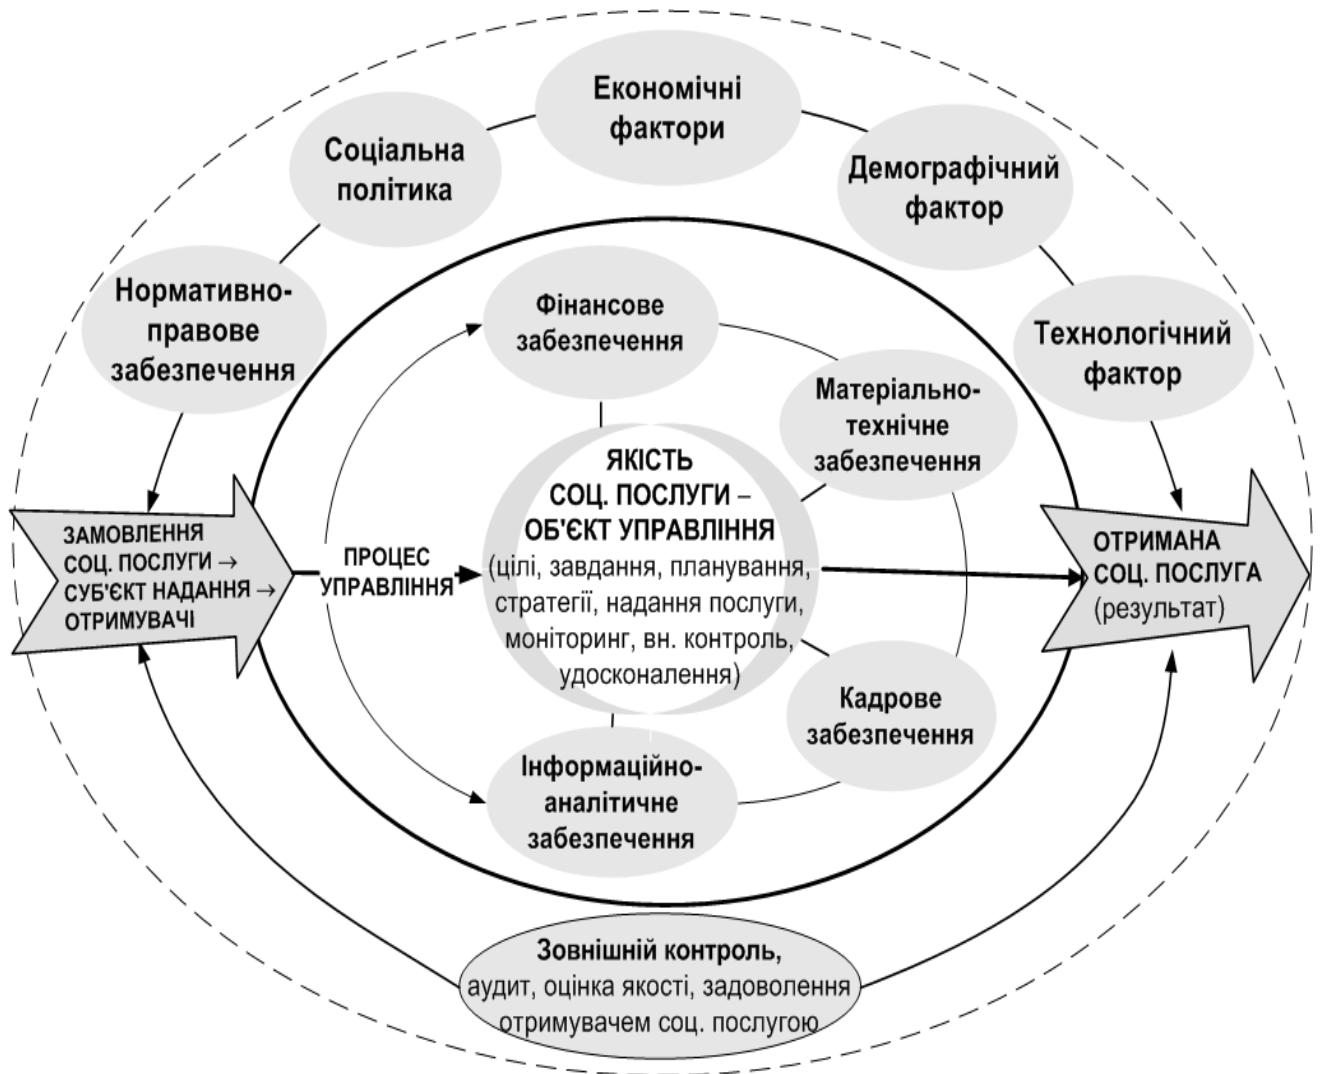 Економічні
фактори
Соціальна
політика
Демографічний
фактор
Нормативно-
правове
забезпечення
Технологічний
фактор
Фінансове
забезпечення
Матеріально-
технічне
забезпечення
ЗАМОВЛЕННЯ
СОЦ. ПОСЛУГИ →
СУБ'ЄКТ НАДАННЯ →
ОТРИМУВАЧІ
ПРОЦЕС
УПРАВЛІННЯ
ЯКІСТЬ
СОЦ. ПОСЛУГИ –
ОБ'ЄКТ УПРАВЛІННЯ
(цілі, завдання, планування,
стратегії, надання послуги,
моніторинг, вн. контроль,
удосконалення)
ОТРИМАНА
СОЦ. ПОСЛУГА
(результат)
Кадрове
забезпечення
Інформаційно-
аналітичне
забезпечення
Зовнішній контроль,
аудит, оцінка якості, задоволення
отримувачем соц. послугою